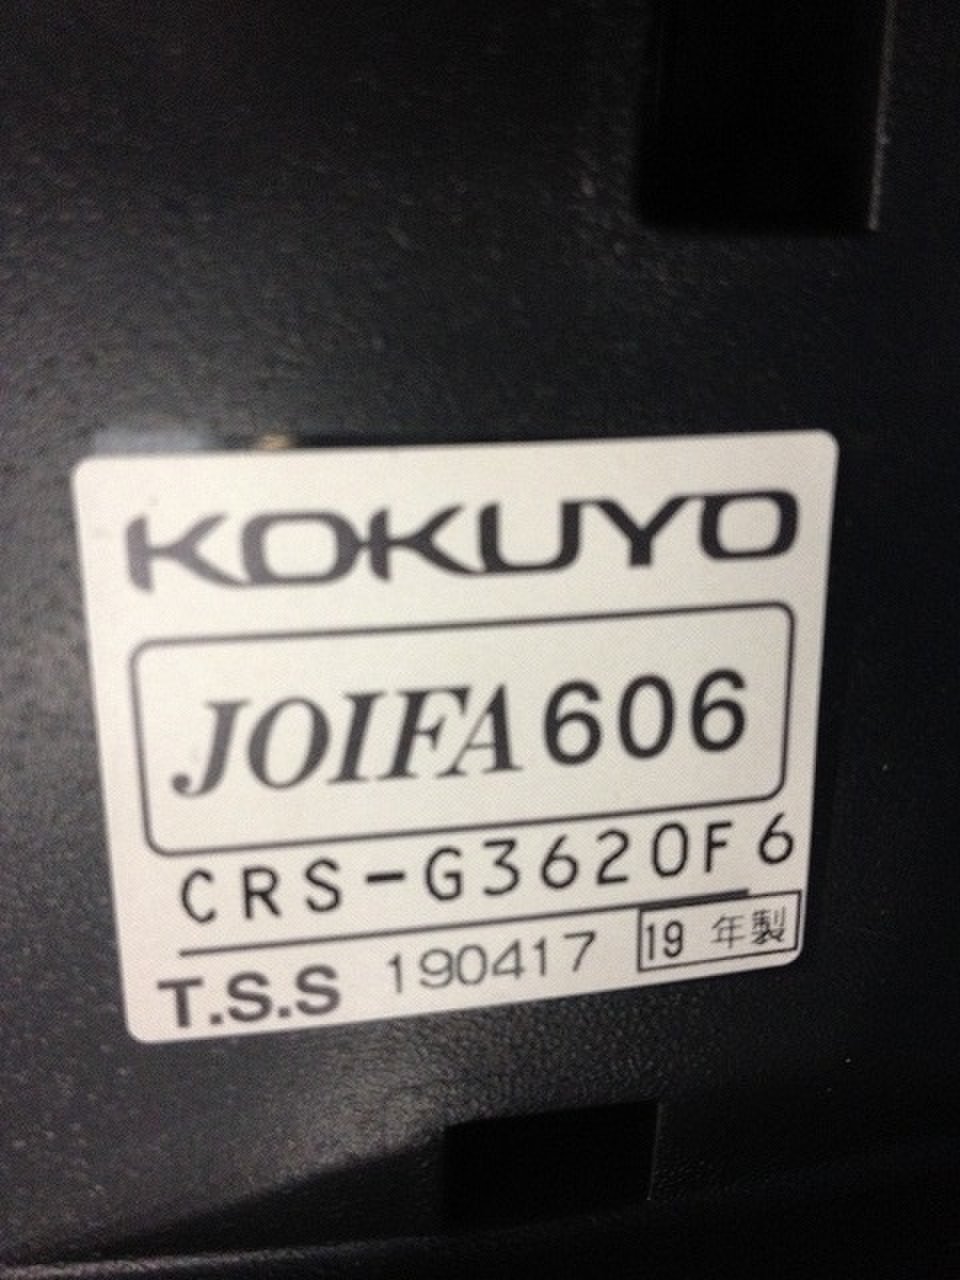 KOKUYO
JOIFA 606
CRS-G3620F6
T.S.S 190417 19 年製